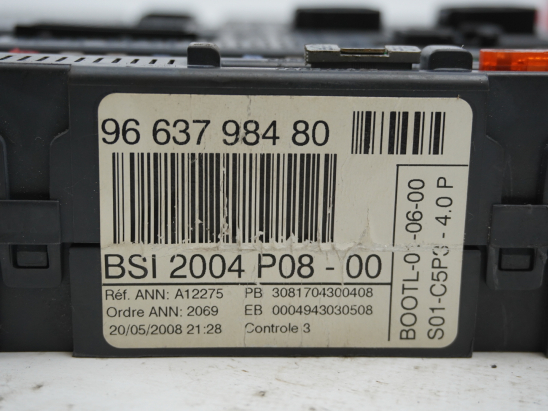 96 637 984 80
BSi 2004 P08 - 00
Réf. ANN: A12275 PB 3081704300408
Ordre ANN: 2069 EB 0004943030508
20/05/2008 21:28 Controle 3
BOOTL-01-06-00
S01-C5P3 - 4.0 P